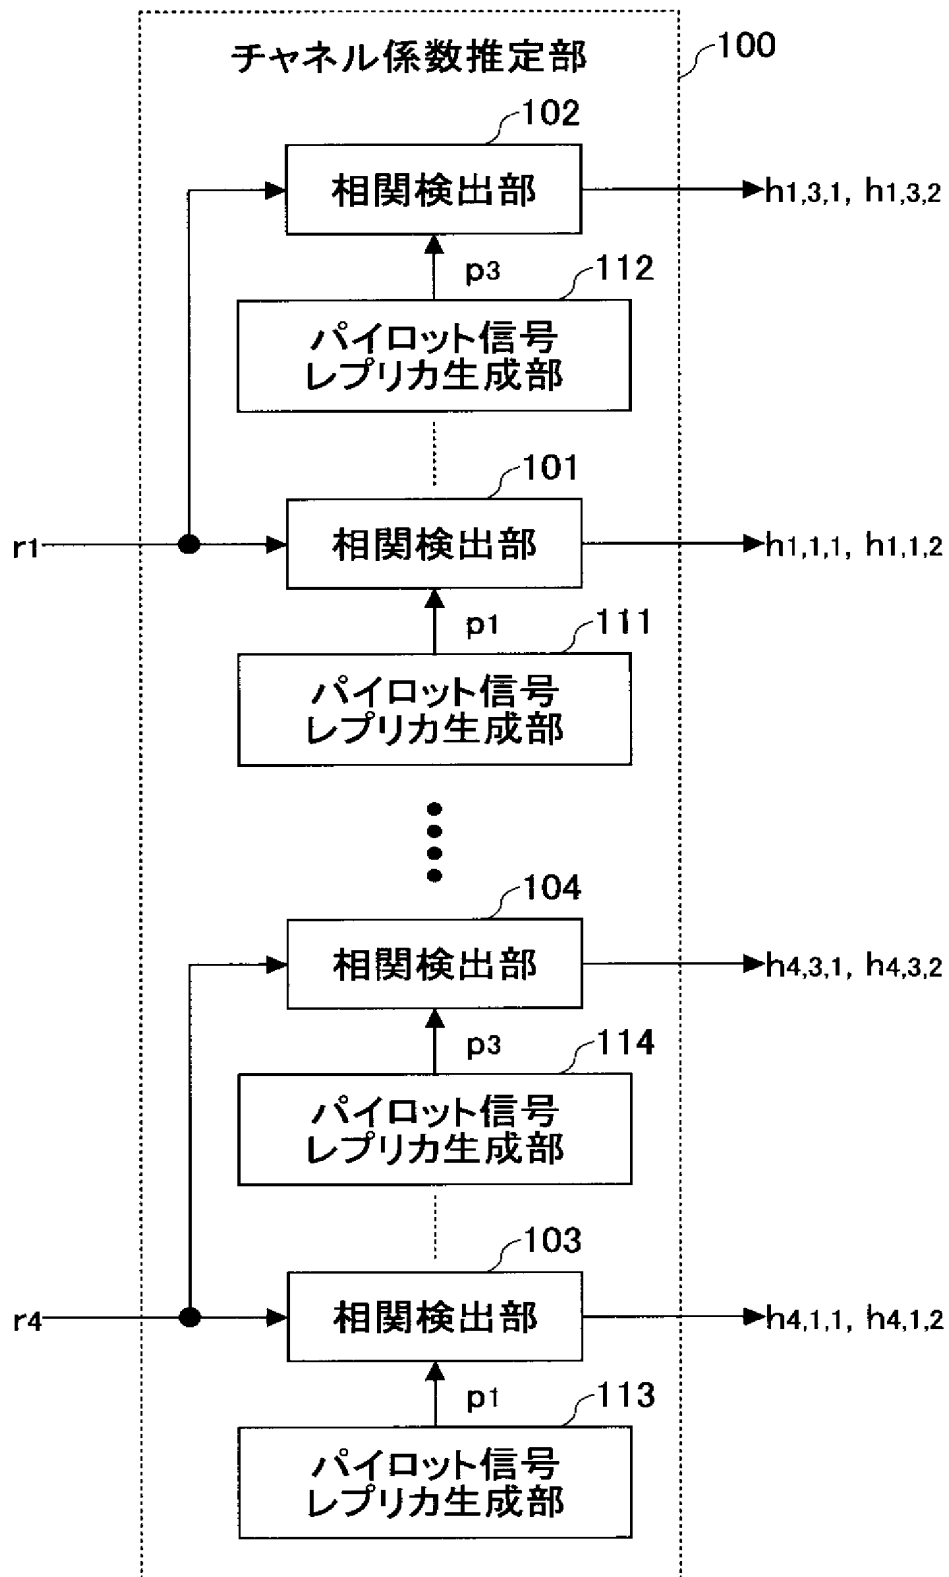 チャネル係数推定部
100
102
相関検出部
h1,3,1, h1,3,2
p3
112
パイロット信号
レプリカ生成部
101
r1
相関検出部
h1,1,1, h1,1,2
p1
111
パイロット信号
レプリカ生成部
104
相関検出部
h4,3,1, h4,3,2
p3
114
パイロット信号
レプリカ生成部
103
r4
相関検出部
h4,1,1, h4,1,2
p1
113
パイロット信号
レプリカ生成部